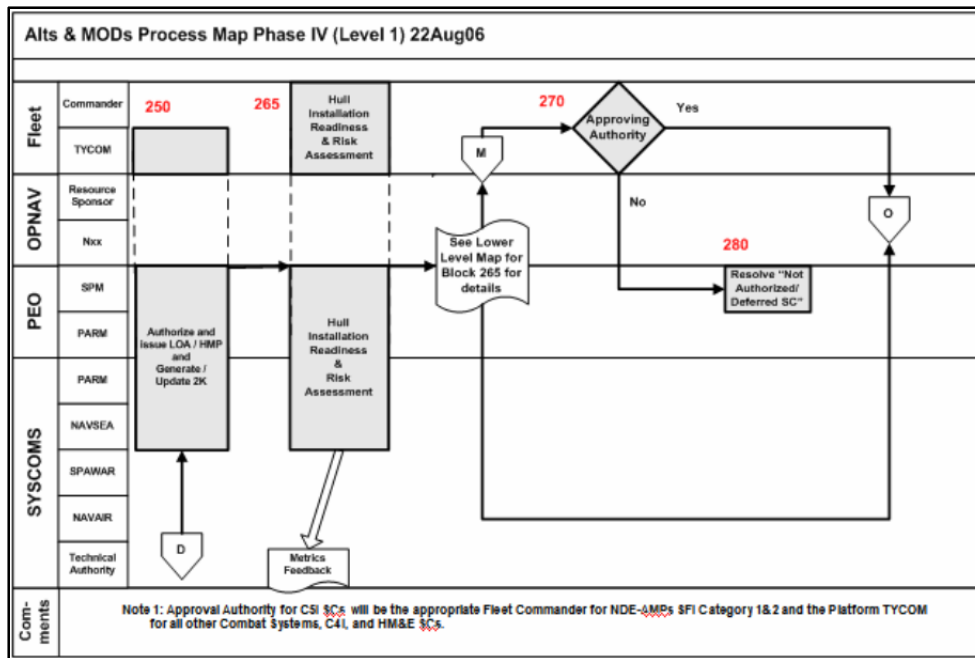 Alts & MODs Process Map Phase IV (Level 1) 22Aug06
Fleet
Commander
TYCOM
OPNAV
Resource
Sponsor
Nxx
PEO
SPM
PARM
SYSCOMS
PARM
NAVSEA
SPAWAR
NAVAIR
Technical
Authority
Com-
ments
250
Authorize and
issue LOA / HMP
and
Generate /
Update 2K
D
265
Hull
Installation
Readiness
& Risk
Assessment
Hull
Installation
Readiness
&
Risk
Assessment
Metrics
Feedback
M
See Lower
Level Map for
Block 265 for
details
270
Approving
Authority
Yes
No
O
280
Resolve "Not
Authorized/
Deferred SC"
Note 1: Approval Authority for C5I SCs will be the appropriate Fleet Commander for NDE-AMPs SFI Category 1&2 and the Platform TYCOM
for all other Combat Systems, C4I, and HM&E SCs.